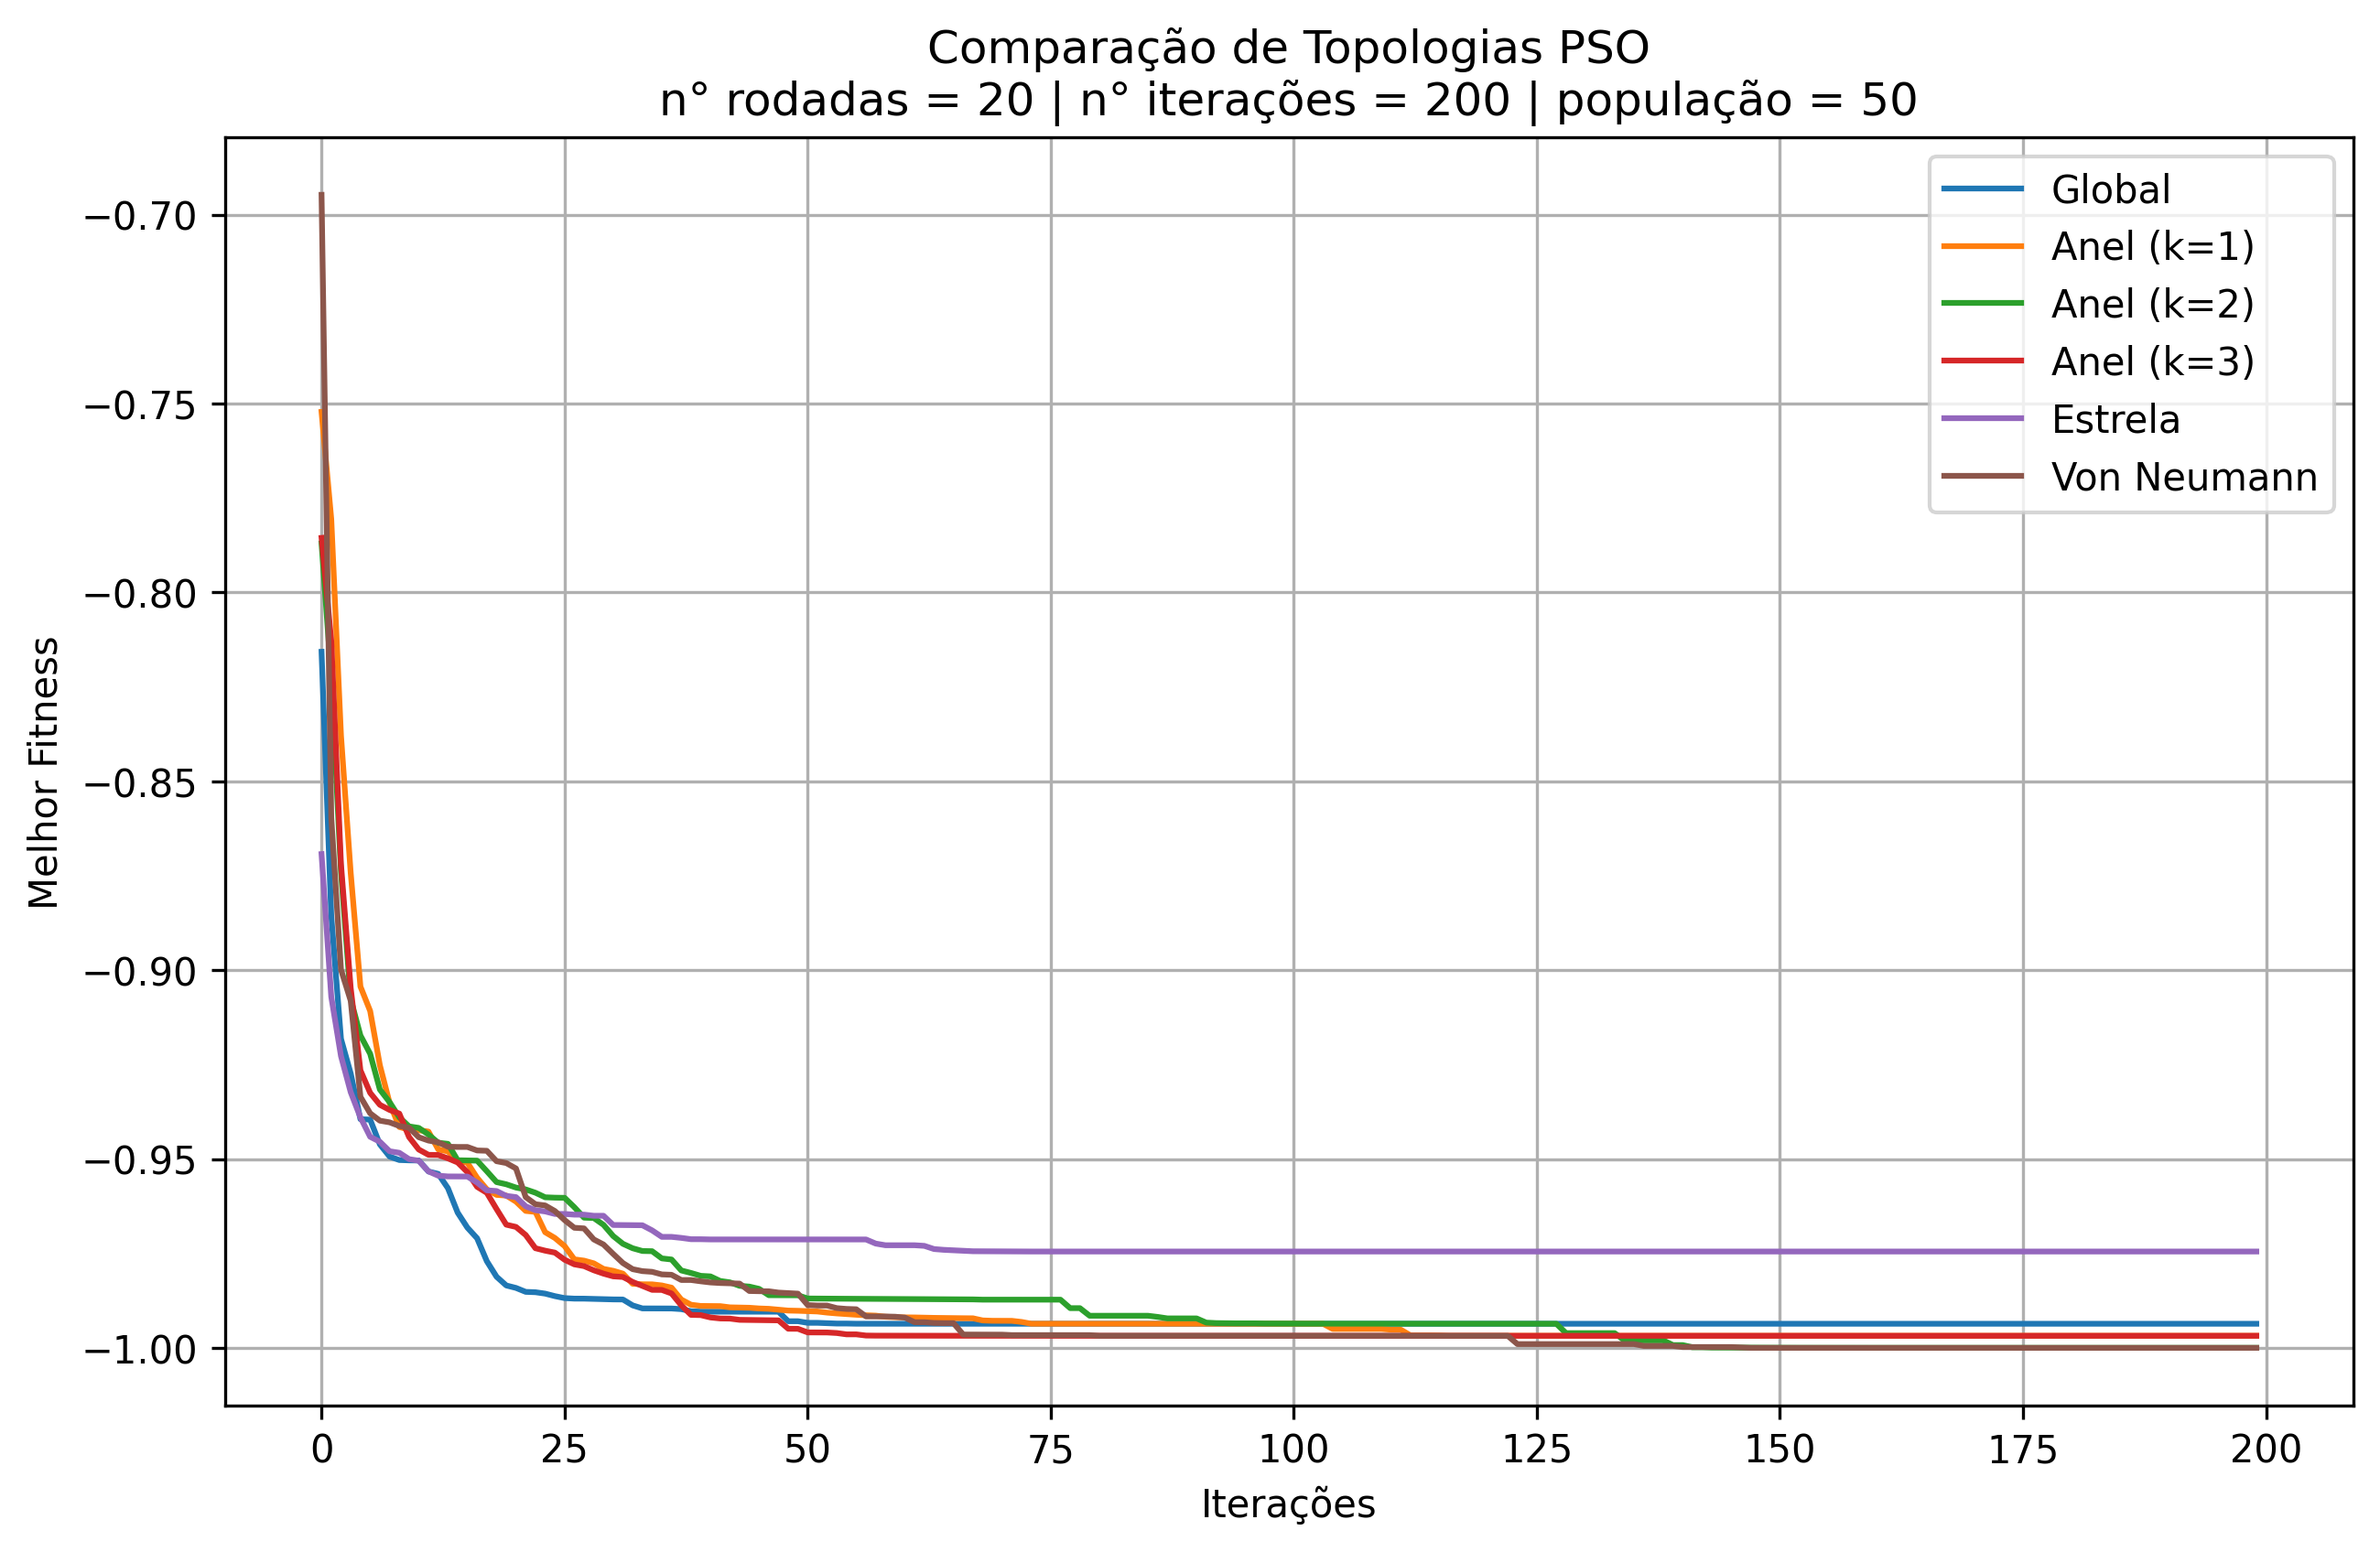 Comparação de Topologias PSO
n° rodadas = 20 | n° iterações = 200 | população = 50
Global
Anel (k=1)
Anel (k=2)
Anel (k=3)
Estrela
Von Neumann
Melhor Fitness
−0.70
−0.75
−0.80
−0.85
−0.90
−0.95
−1.00
0 25 50 75 100 125 150 175 200
Iterações